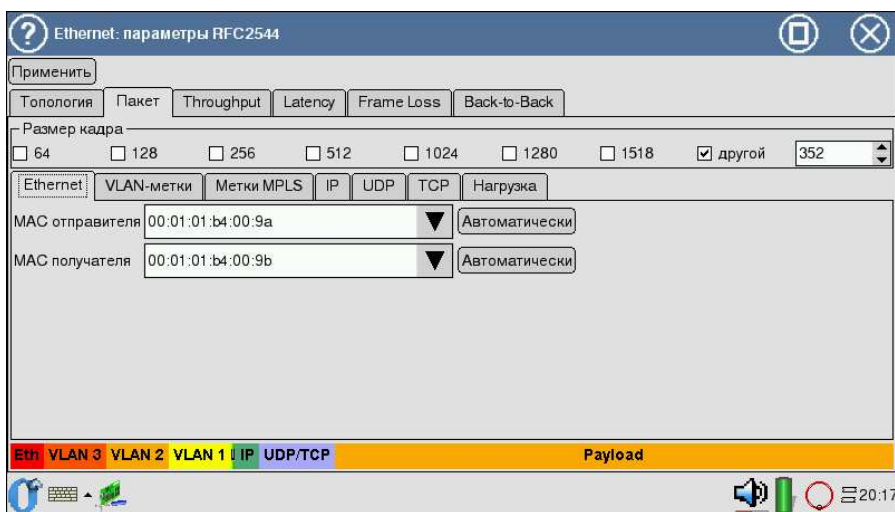 Ethernet: параметры RFC2544
Применить
Топология Пакет Throughput Latency Frame Loss Back-to-Back
Размер кадра
64 128 256 512 1024 1280 1518 другой 352
Ethernet VLAN-метки Метки MPLS IP UDP TCP Нагрузка
MAC отправителя 00:01:01:b4:00:9a Автоматически
MAC получателя 00:01:01:b4:00:9b Автоматически
Eth VLAN 3 VLAN 2 VLAN 1 IP UDP/TCP Payload
20:17